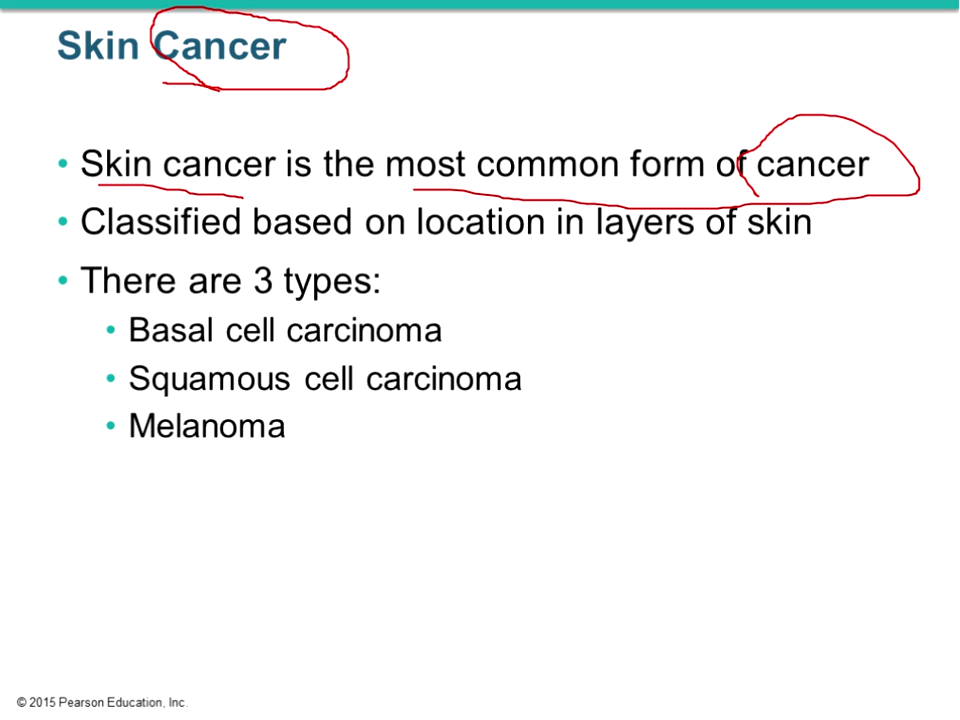 Skin Cancer
• Skin cancer is the most common form of cancer
• Classified based on location in layers of skin
• There are 3 types:
• Basal cell carcinoma
• Squamous cell carcinoma
• Melanoma
© 2015 Pearson Education, Inc.